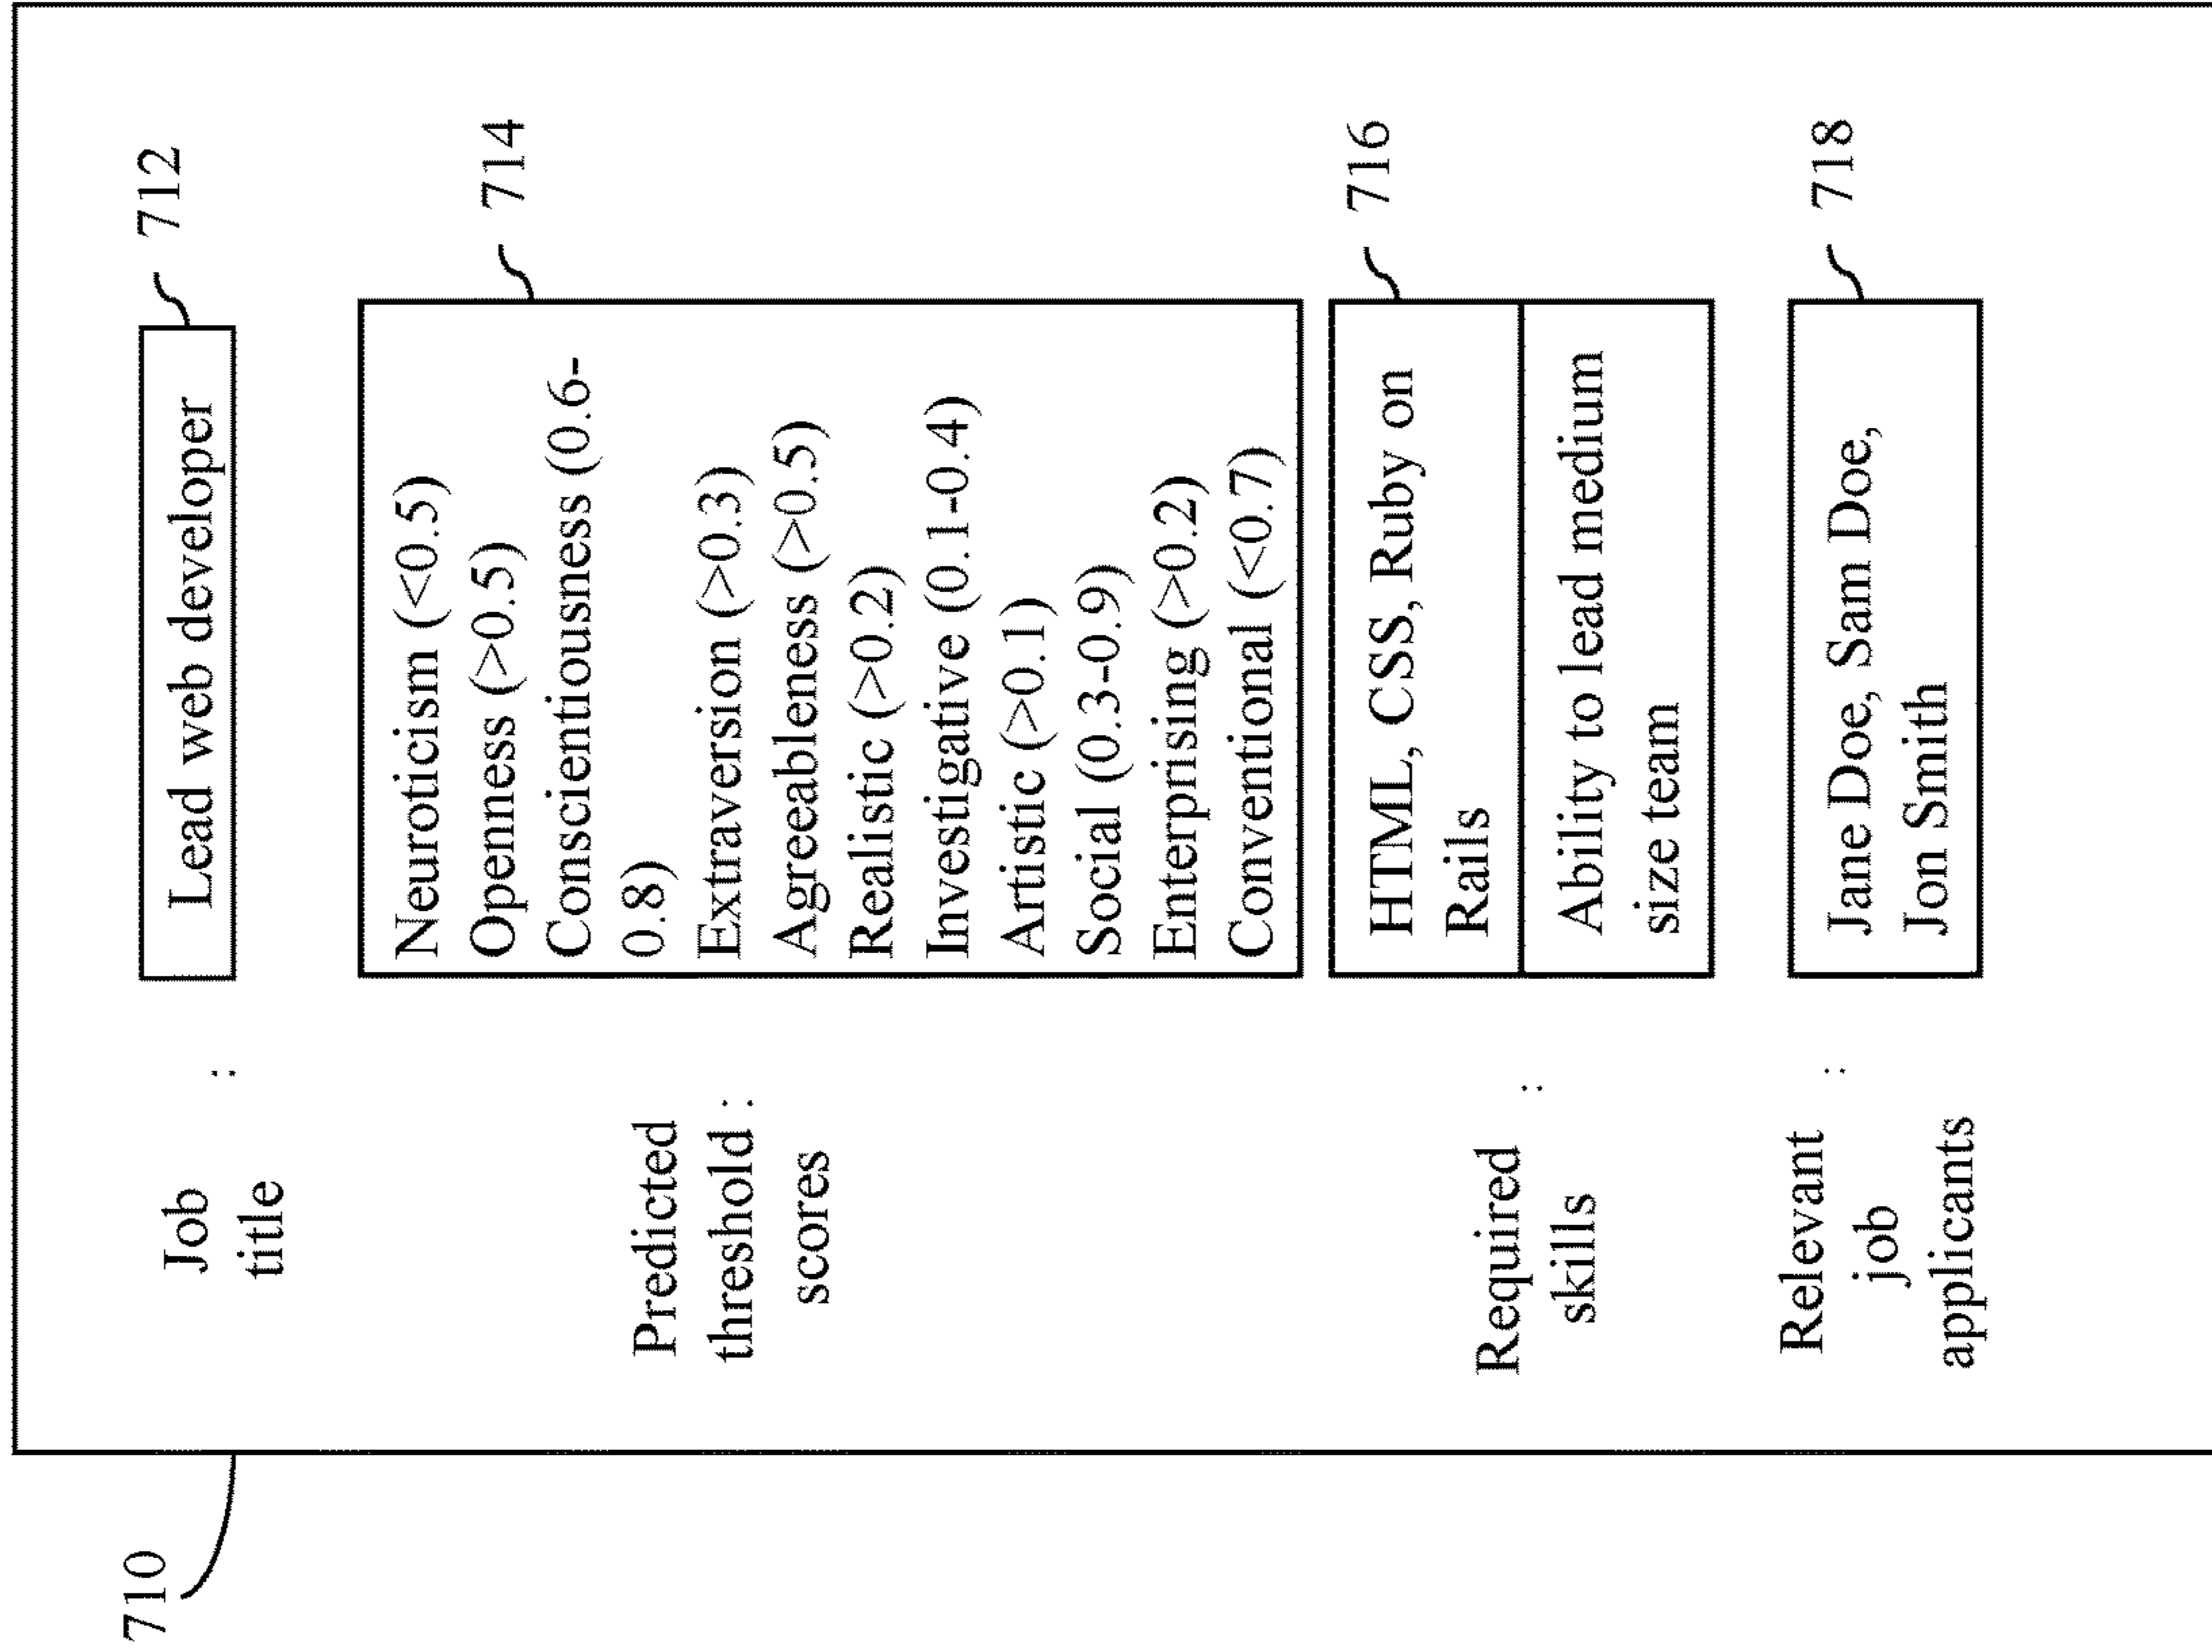 710
Job
title
:
Lead web developer
712
Predicted
threshold :
scores
:
Neuroticism (<0.5)
Openness (>0.5)
Conscientiousness (0.6-
0.8)
Extraversion (>0.3)
Agreeableness (>0.5)
Realistic (>0.2)
Investigative (0.1-0.4)
Artistic (>0.1)
Social (0.3-0.9)
Enterprising (>0.2)
Conventional (<0.7)
714
Required
skills
:
HTML, CSS, Ruby on
Rails
Ability to lead medium
size team
716
Relevant
job
applicants
:
Jane Doe, Sam Doe,
Jon Smith
718